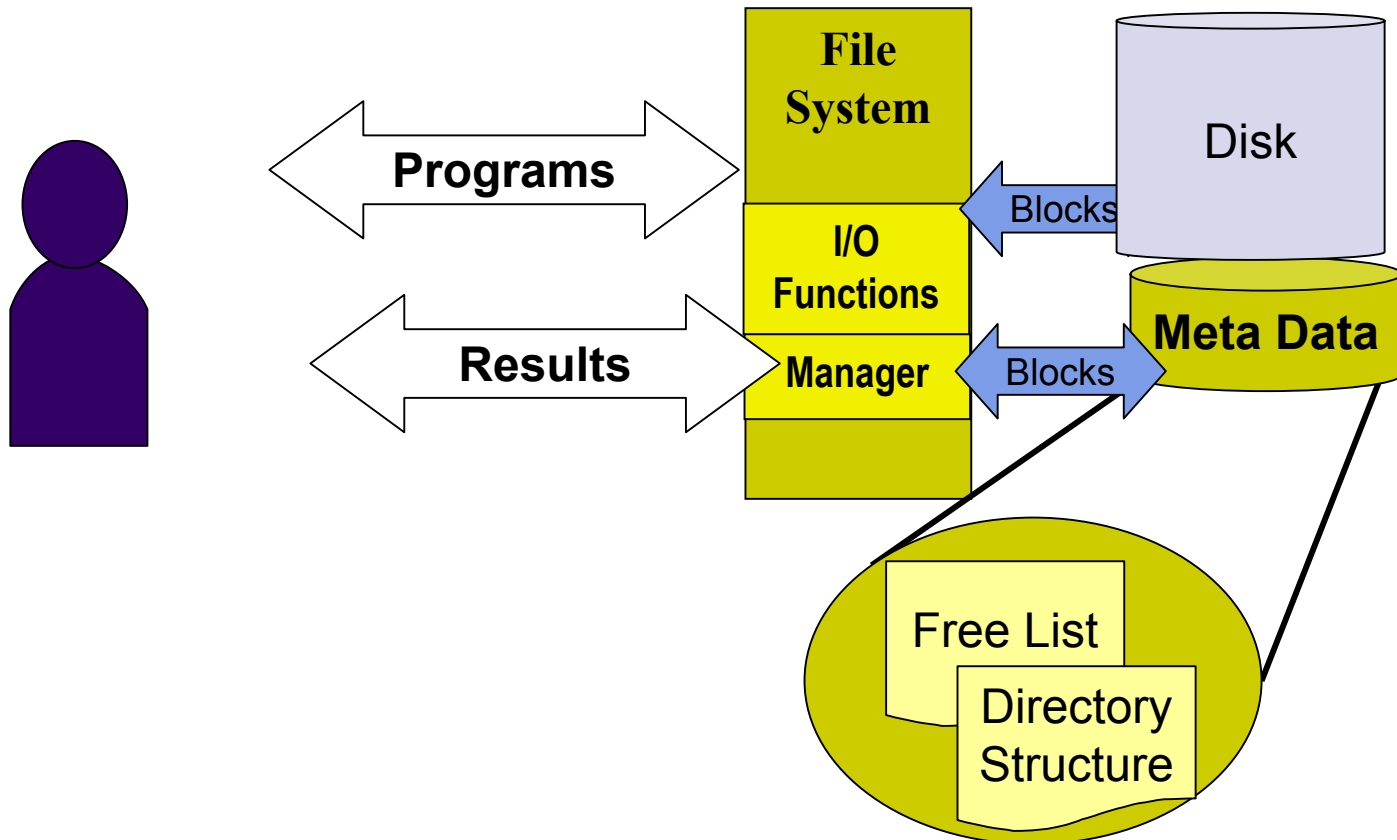 File
System
Programs
I/O
Functions
Manager
Results
Blocks
Blocks
Disk
Meta Data
Free List
Directory
Structure